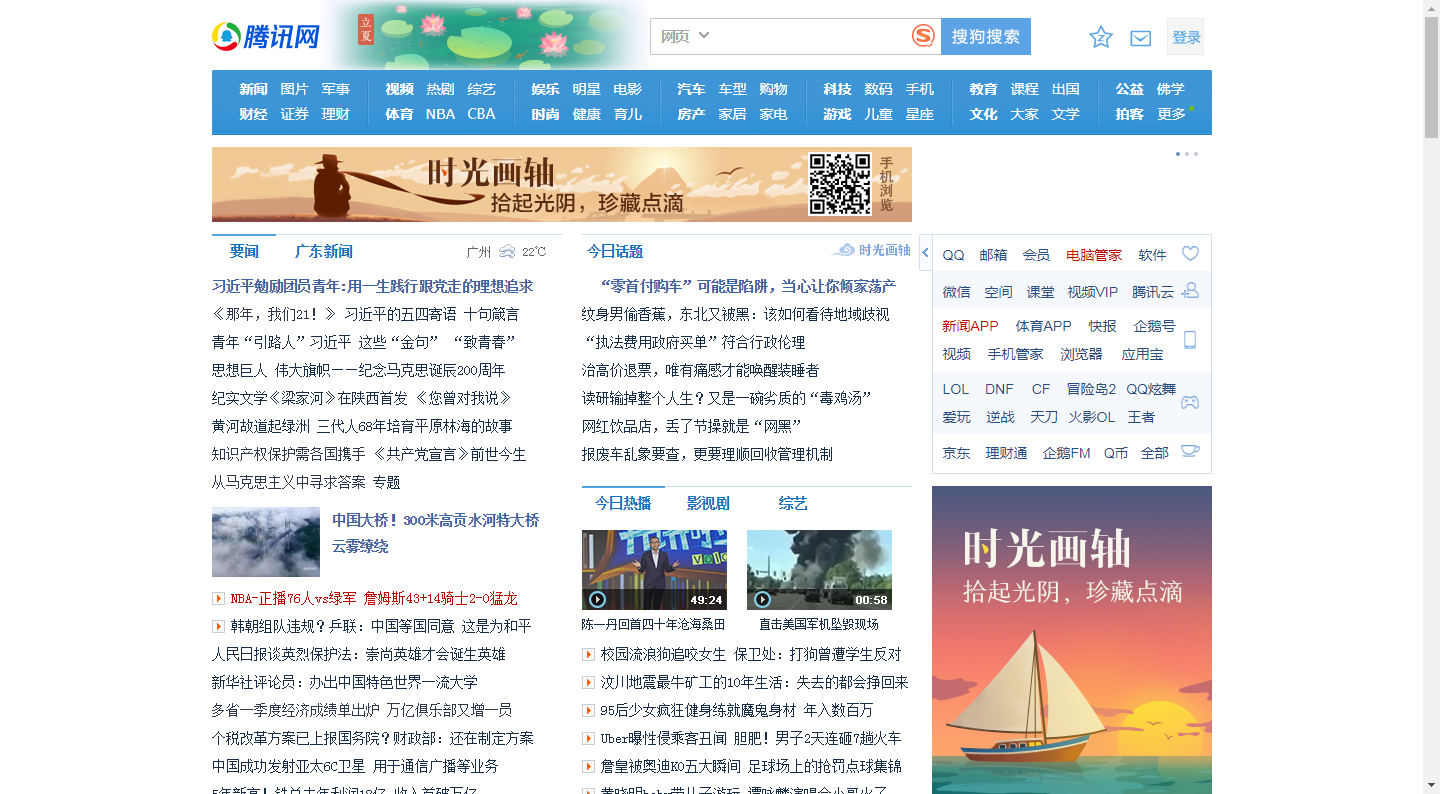 腾讯网
立夏
网页
搜狗搜索
登录
新闻 图片 军事 视频 热剧 综艺 娱乐 明星 电影 汽车 车型 购物 科技 数码 手机 教育 课程 出国 公益 佛学
财经 证券 理财 体育 NBA CBA 时尚 健康 育儿 房产 家居 家电 游戏 儿童 星座 文化 大家 文学 拍客 更多
时光画轴
拾起光阴，珍藏点滴
手机浏览
要闻 广东新闻 广州 22℃
习近平勉励团员青年:用一生践行跟党走的理想追求
《那年，我们21！》 习近平的五四寄语 十句箴言
青年“引路人”习近平 这些“金句” “致青春”
思想巨人 伟大旗帜——纪念马克思诞辰200周年
纪实文学《梁家河》在陕西首发 《您曾对我说》
黄河故道起绿洲 三代人68年培育平原林海的故事
知识产权保护需各国携手 《共产党宣言》前世今生
从马克思主义中寻求答案 专题
中国大桥！300米高贡水河特大桥
云雾缭绕
NBA-正播76人vs绿军 詹姆斯43+14骑士2-0猛龙
韩朝组队违规？乒联：中国等国同意 这是为和平
人民日报谈英烈保护法：崇尚英雄才会诞生英雄
新华社评论员：办出中国特色世界一流大学
多省一季度经济成绩单出炉 万亿俱乐部又增一员
个税改革方案已上报国务院？财政部：还在制定方案
中国成功发射亚太6C卫星 用于通信广播等业务
今日话题 时光画轴
“零首付购车”可能是陷阱，当心让你倾家荡产
纹身男偷香蕉，东北又被黑：该如何看待地域歧视
“执法费用政府买单”符合行政伦理
治高价退票，唯有痛感才能唤醒装睡者
读研输掉整个人生？又是一碗劣质的“毒鸡汤”
网红饮品店，丢了节操就是“网黑”
报废车乱象要查，更要理顺回收管理机制
今日热播 影视剧 综艺
49:24 00:58
陈一丹回首四十年沧海桑田 直击美国军机坠毁现场
校园流浪狗追咬女生 保卫处：打狗曾遭学生反对
汶川地震最牛矿工的10年生活：失去的都会挣回来
95后少女疯狂健身练就魔鬼身材 年入数百万
Uber曝性侵乘客丑闻 胆肥！男子2天连砸7趟火车
詹皇被奥迪KO五大瞬间 足球场上的抢罚点球集锦
QQ 邮箱 会员 电脑管家 软件
微信 空间 课堂 视频VIP 腾讯云
新闻APP 体育APP 快报 企鹅号
视频 手机管家 浏览器 应用宝
LOL DNF CF 冒险岛2 QQ炫舞
爱玩 逆战 天刀 火影OL 王者
京东 理财通 企鹅FM Q币 全部
时光画轴
拾起光阴，珍藏点滴